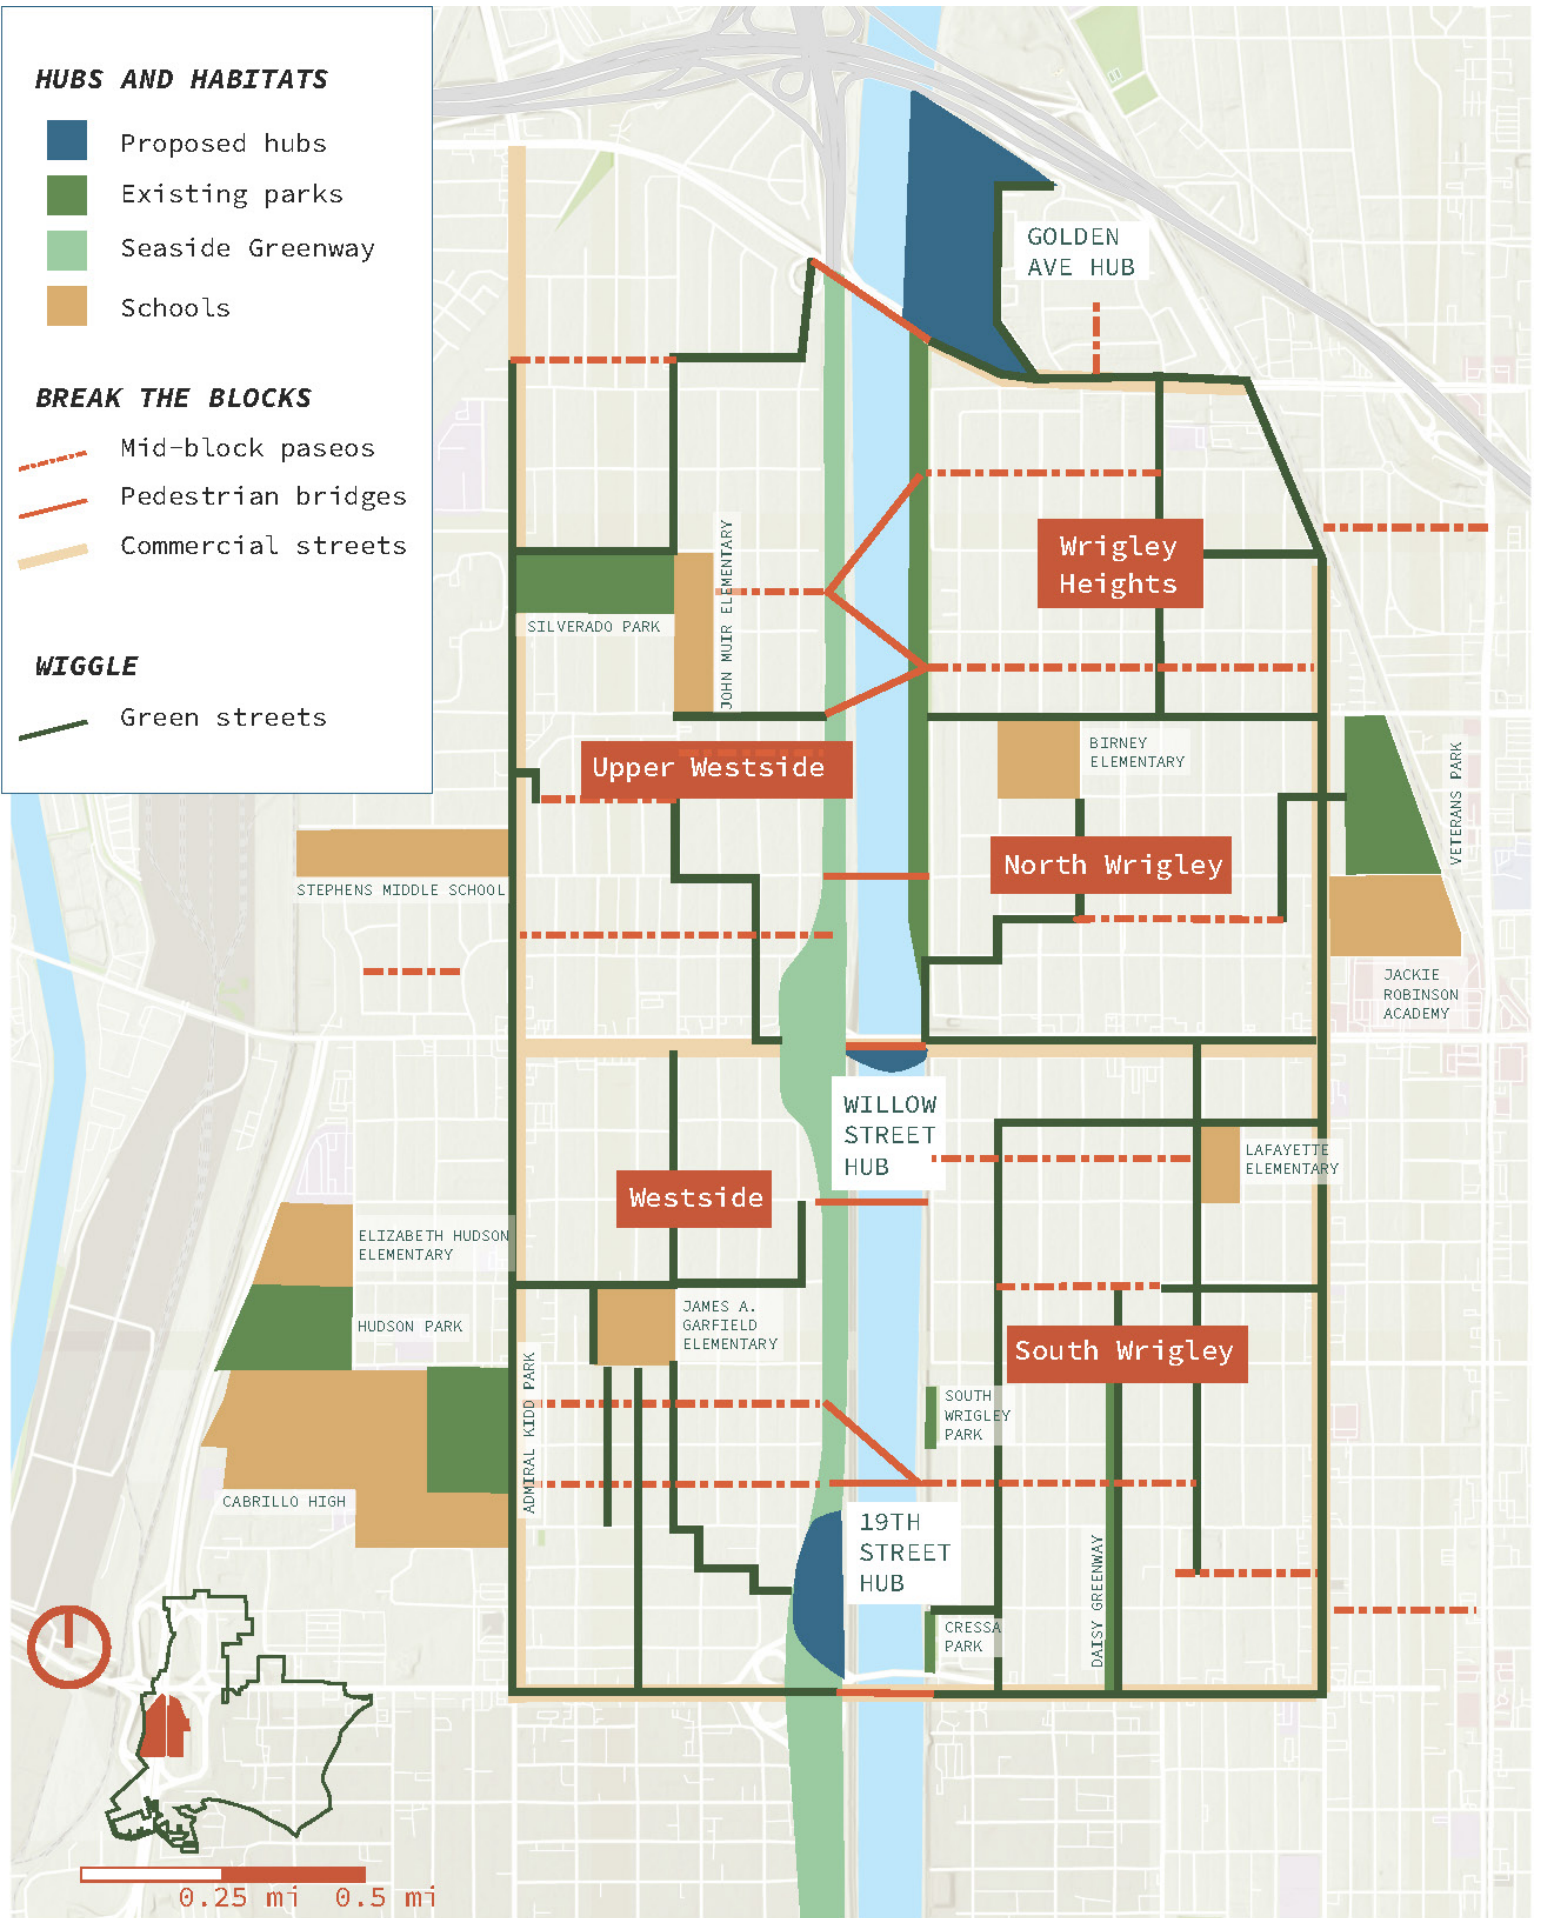 HUBS AND HABITATS
Proposed hubs
Existing parks
Seaside Greenway
Schools
BREAK THE BLOCKS
Mid-block paseos
Pedestrian bridges
Commercial streets
WIGGLE
Green streets
GOLDEN
AVE HUB
Wrigley
Heights
JOHN MUIR ELEMENTARY
SILVERADO PARK
Upper Westside
BIRNEY
ELEMENTARY
VETERANS PARK
North Wrigley
STEPHENS MIDDLE SCHOOL
JACKIE
ROBINSON
ACADEMY
WILLOW
STREET
HUB
LAFAYETTE
ELEMENTARY
Westside
ELIZABETH HUDSON
ELEMENTARY
HUDSON PARK
JAMES A.
GARFIELD
ELEMENTARY
South Wrigley
ADMIRAL KIDD PARK
SOUTH
WRIGLEY
PARK
CABRILLO HIGH
19TH
STREET
HUB
DAISY GREENWAY
CRESSA
PARK
0.25 mi 0.5 mi